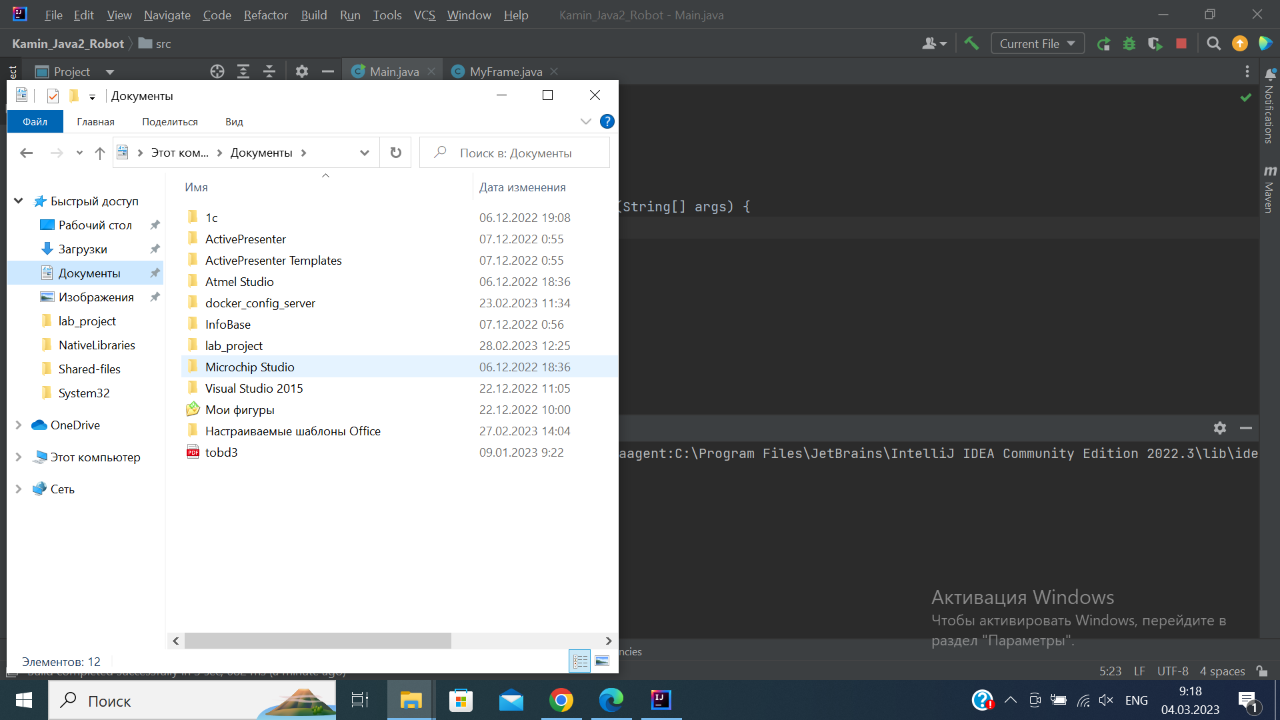 File Edit View Navigate Code Refactor Build Run Tools VCS Window Help Kamin_Java2_Robot - Main.java
Kamin_Java2_Robot src Current File
Project Main.java MyFrame.java
Notifications
Maven
Документы
Файл Главная Поделиться Вид
Этот ком... Документы Поиск в: Документы
Имя Дата изменения
Быстрый доступ
Рабочий стол
Загрузки
Документы
Изображения
lab_project
NativeLibraries
Shared-files
System32
OneDrive
Этот компьютер
Сеть
1c 06.12.2022 19:08
ActivePresenter 07.12.2022 0:55
ActivePresenter Templates 07.12.2022 0:55
Atmel Studio 06.12.2022 18:36
docker_config_server 23.02.2023 11:34
InfoBase 07.12.2022 0:56
lab_project 28.02.2023 12:25
Microchip Studio 06.12.2022 18:36
Visual Studio 2015 22.12.2022 11:05
Мои фигуры 22.12.2022 10:00
Настраиваемые шаблоны Office 27.02.2023 14:04
tobd3 09.01.2023 9:22
Элементов: 12
(String[] args) {
aagent:C:\Program Files\JetBrains\IntelliJ IDEA Community Edition 2022.3\lib\ide
Активация Windows
Чтобы активировать Windows, перейдите в
раздел "Параметры".
ncies
5:23 LF UTF-8 4 spaces
Поиск
ENG
9:18
04.03.2023
1